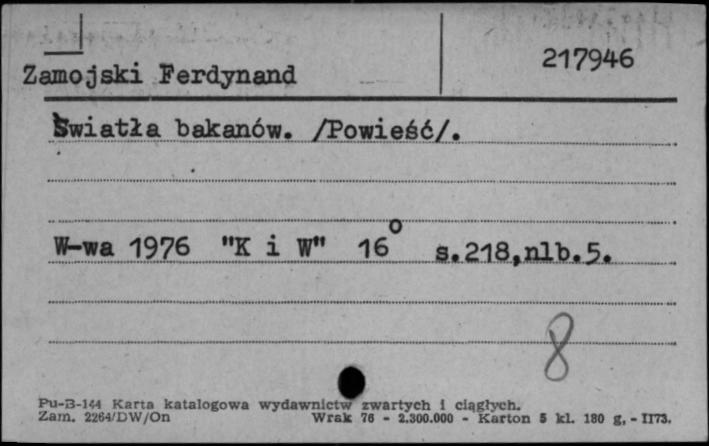 217946
Zamojski Ferdynand
Światła bakanów. /Powieść/.
W-wa 1976 "K i W" 16° s.218,nlb.5.
8
Pu-B-144 Karta katalogowa wydawnictw zwartych i ciągłych.
Zam. 2264/DW/On Wrak 76 - 2.300.000 - Karton 5 kl. 180 g, - II73.